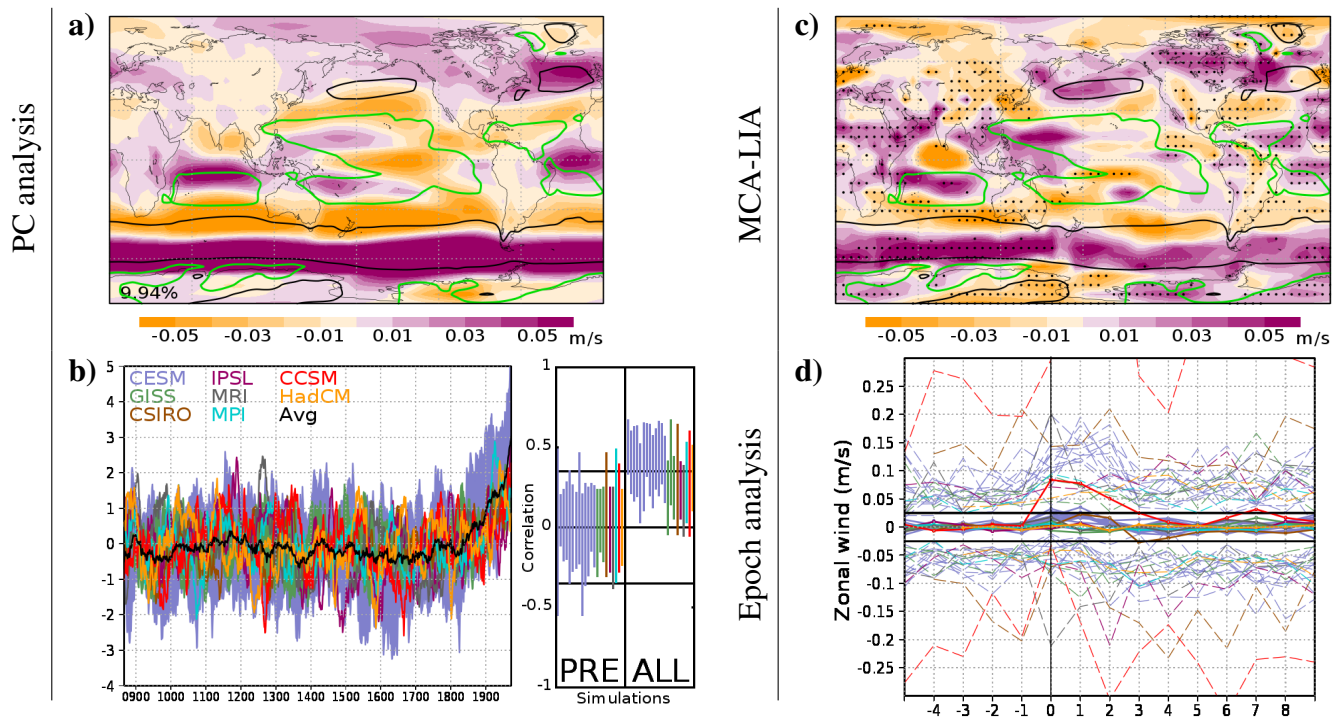 a)
PC analysis
9.94%
-0.05 -0.03 -0.01 0.01 0.03 0.05 m/s
c)
MCA-LIA
-0.05 -0.03 -0.01 0.01 0.03 0.05 m/s
b)
5
4
3
2
1
0
-1
-2
-3
-4
CESM IPSL CCSM
GISS MRI HadCM
CSIRO MPI Avg
0900 1000 1100 1200 1300 1400 1500 1600 1700 1800 1900
1
0.5
0
-0.5
-1
Correlation
PRE ALL
Simulations
Epoch analysis
d)
Zonal wind (m/s)
0.25
0.2
0.15
0.1
0.05
0
-0.05
-0.1
-0.15
-0.2
-0.25
-4 -3 -2 -1 0 1 2 3 4 5 6 7 8